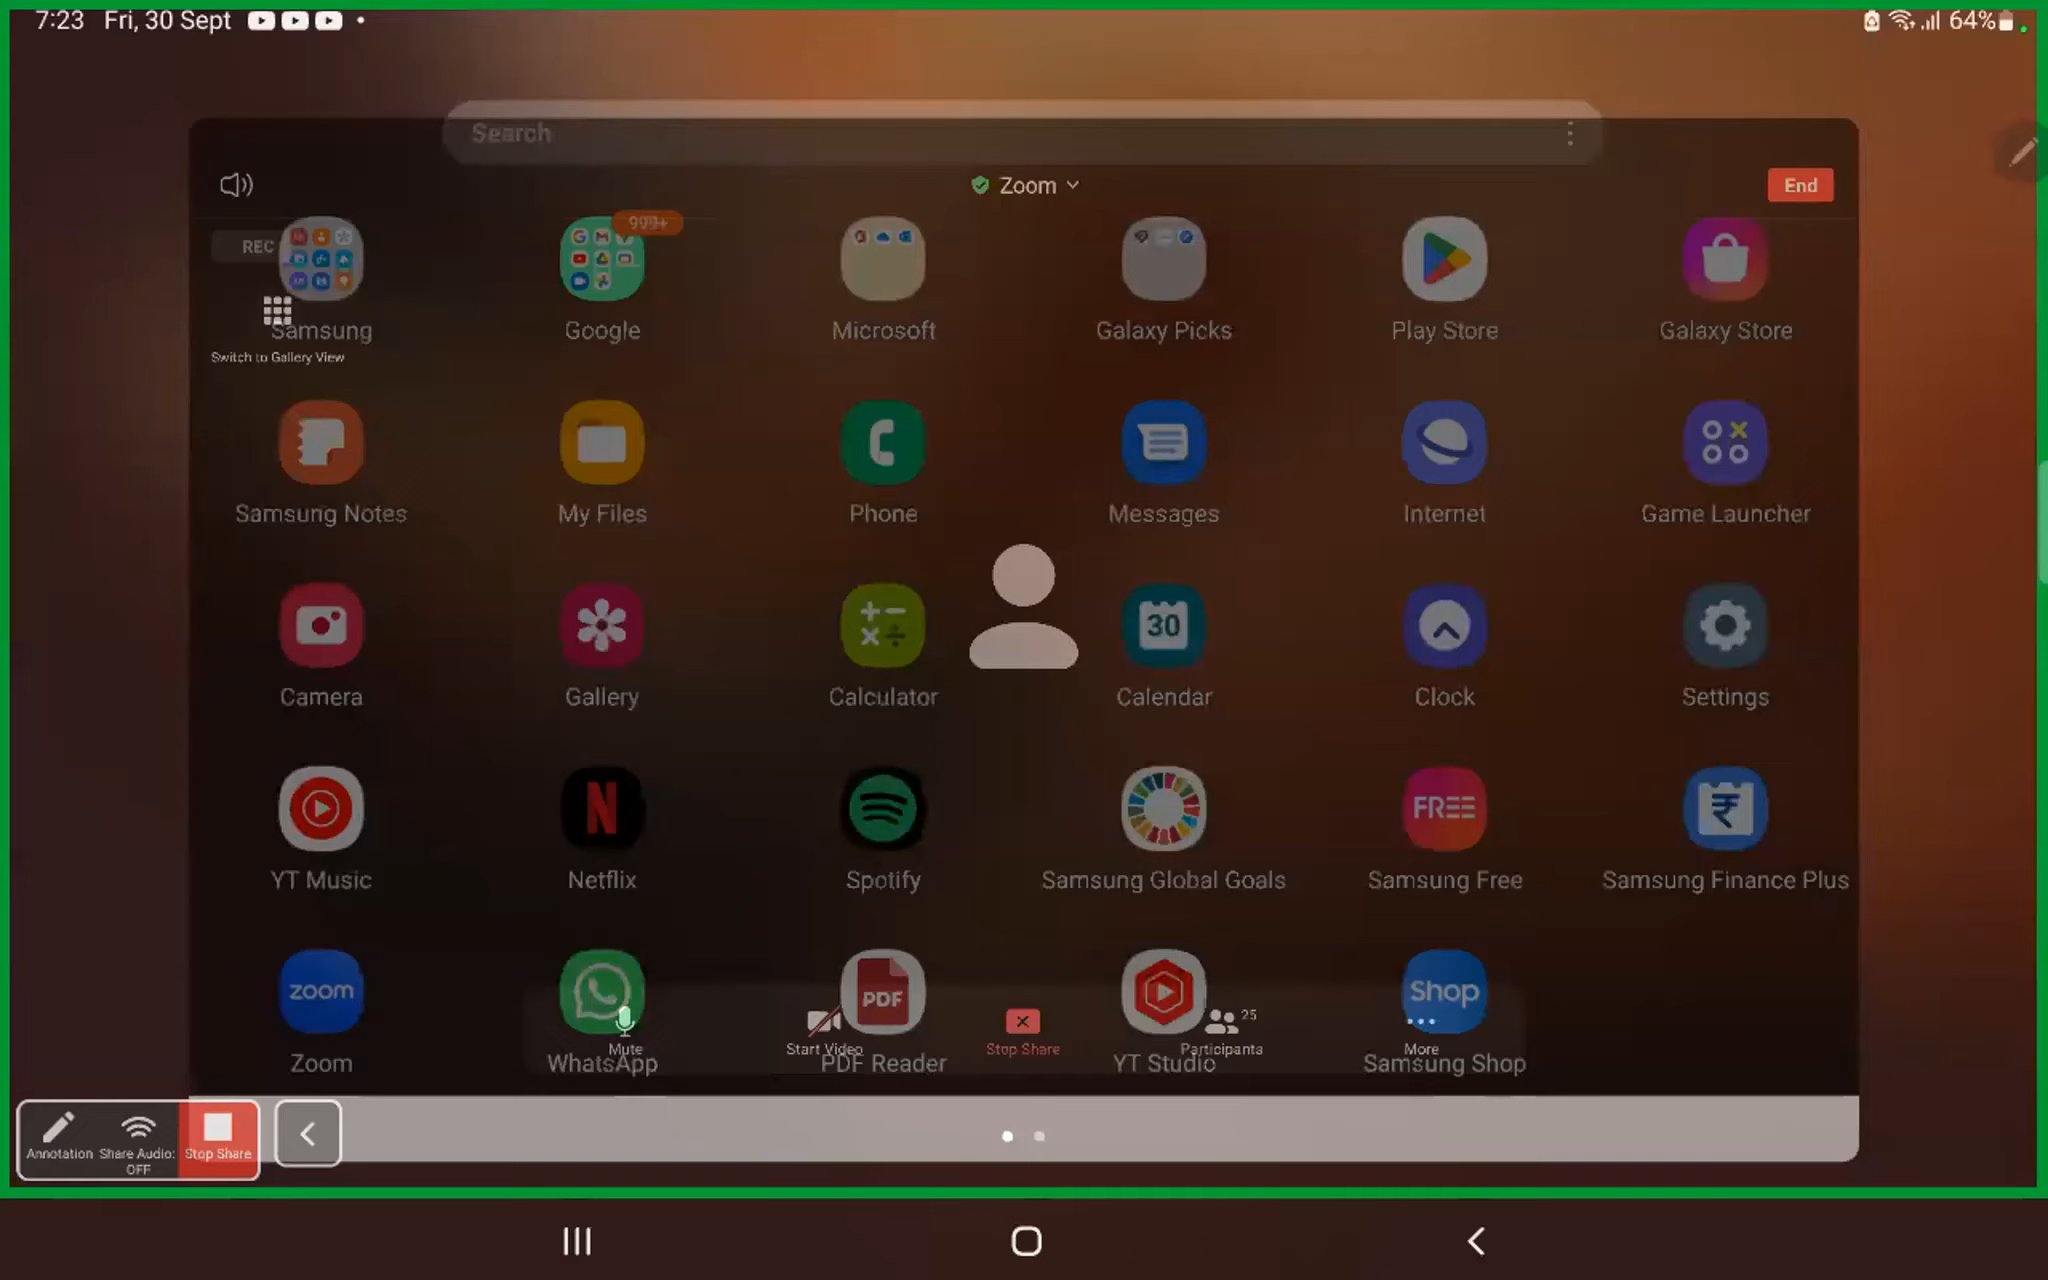 7:23 Fri, 30 Sept
64%
Search
Zoom
End
REC
999+
Samsung
Google
Microsoft
Galaxy Picks
Play Store
Galaxy Store
Switch to Gallery View
Samsung Notes
My Files
Phone
Messages
Internet
Game Launcher
30
Camera
Gallery
Calculator
Calendar
Clock
Settings
N
FREE
₹
YT Music
Netflix
Spotify
Samsung Global Goals
Samsung Free
Samsung Finance Plus
zoom
PDF
Shop
25
Mute
Start Video
Stop Share
Participants
More
Zoom
WhatsApp
PDF Reader
YT Studio
Samsung Shop
Annotation
Share Audio:
OFF
Stop Share